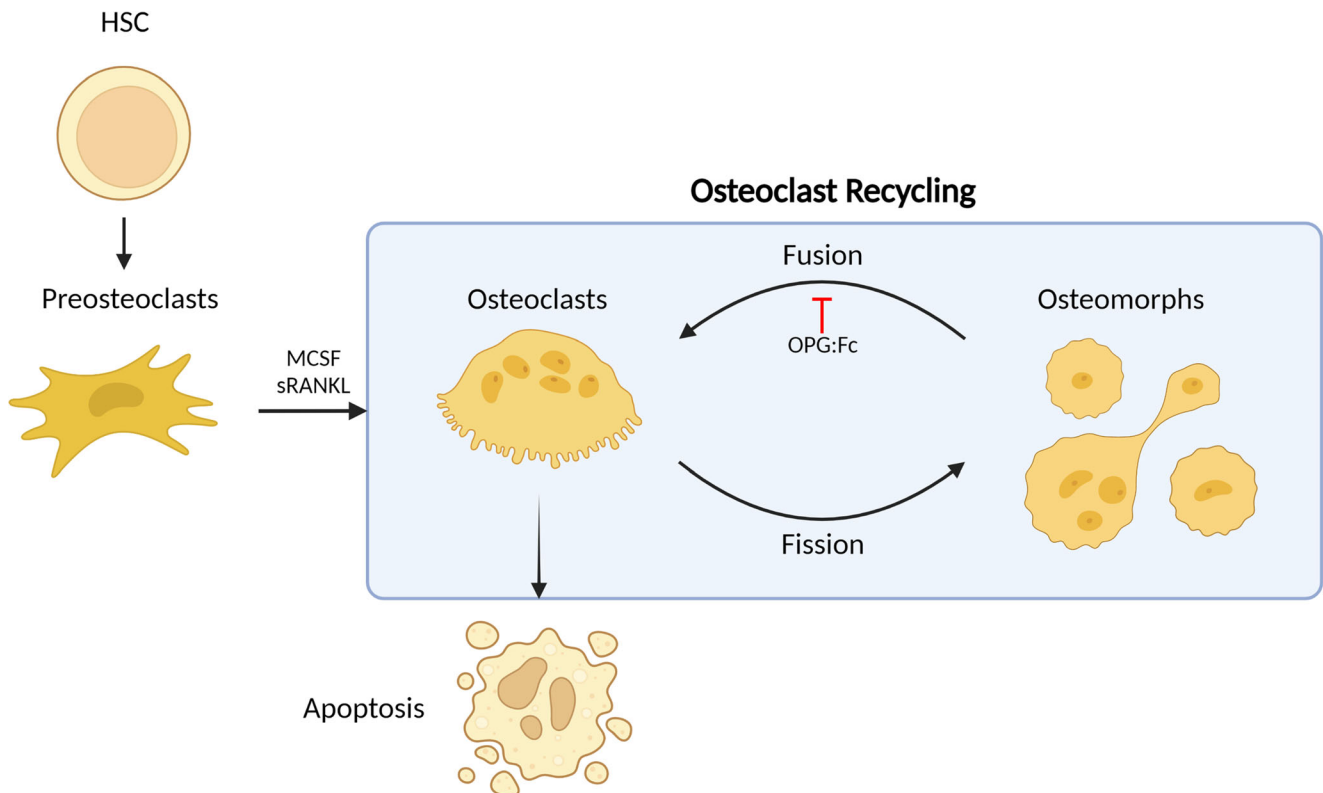 HSC
Osteoclast Recycling
Fusion
Preosteoclasts
Osteoclasts
Osteomorphs
OPG:Fc
MCSF
sRANKL
Fission
Apoptosis